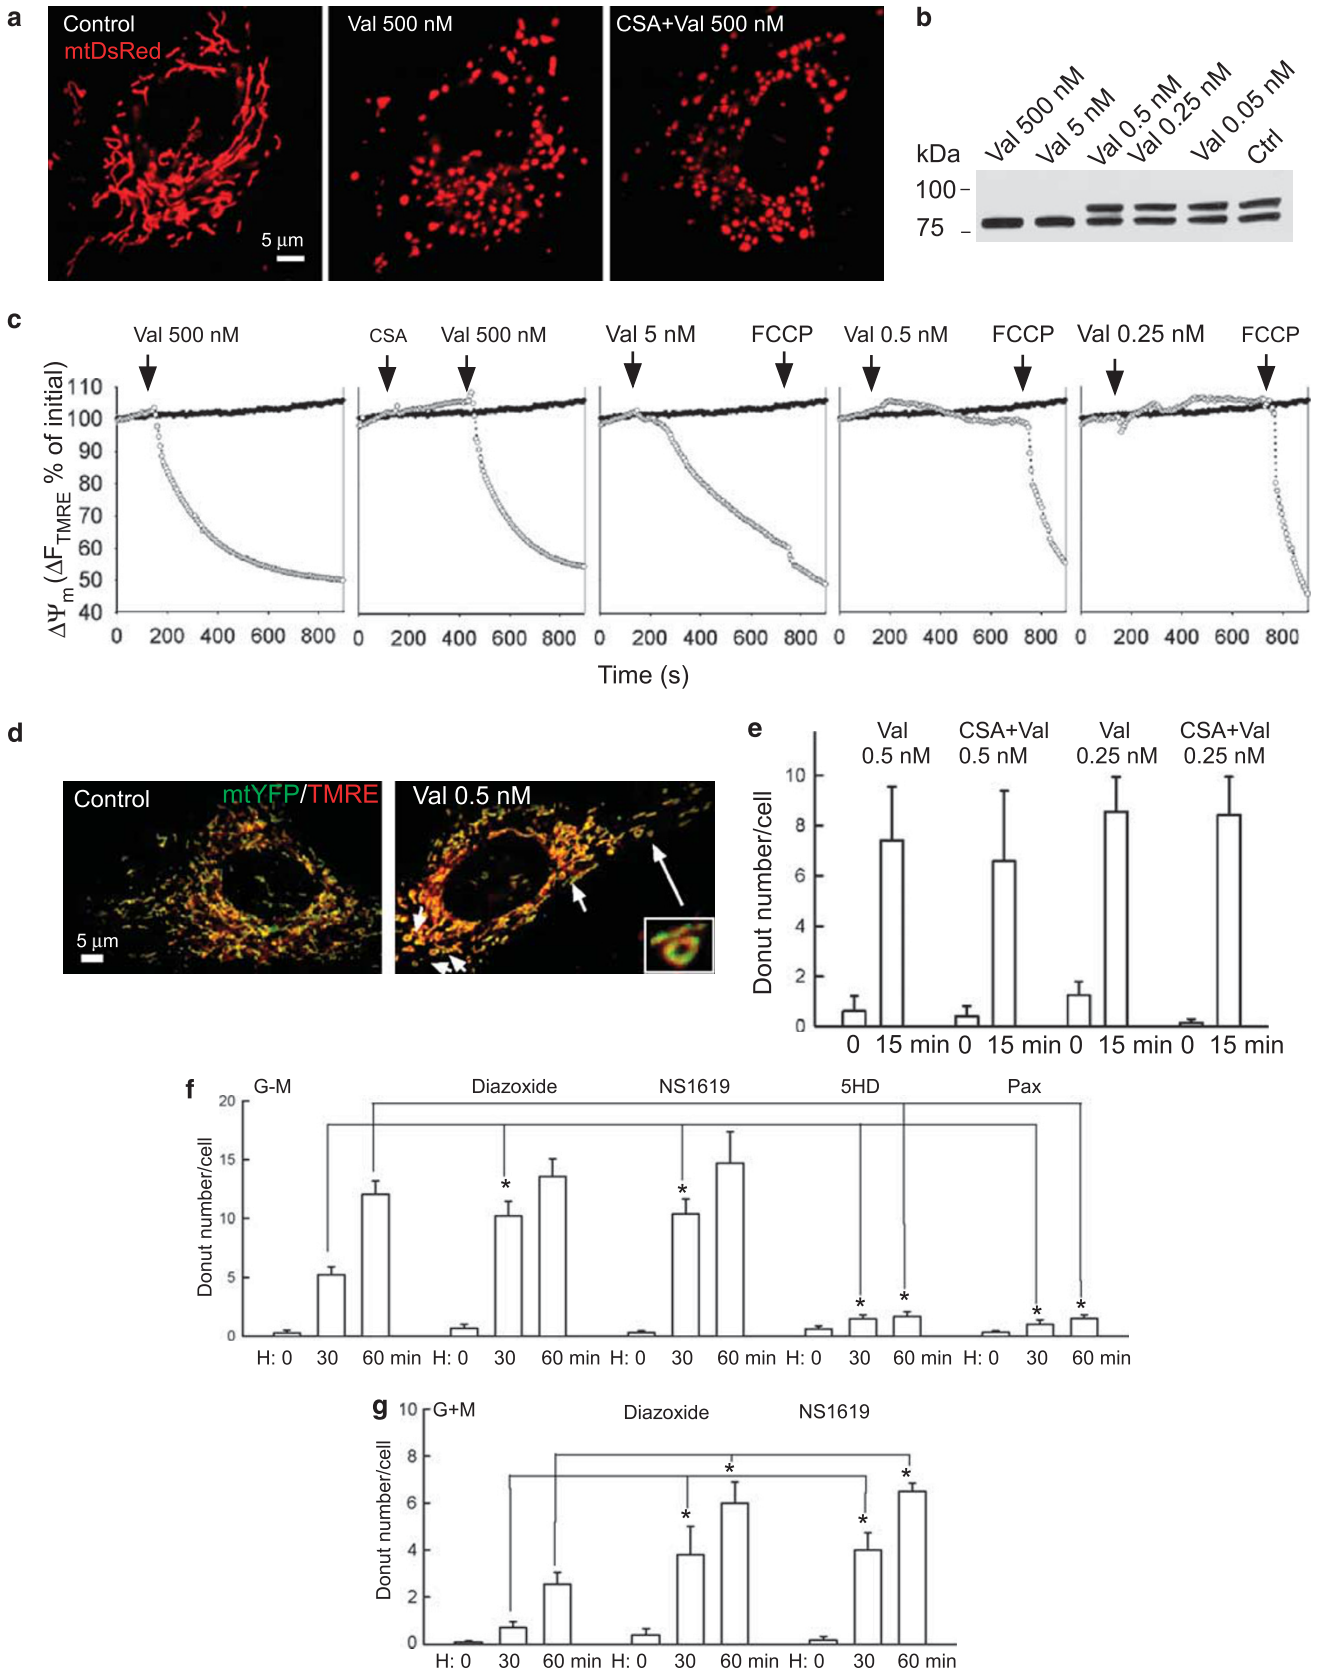 a
Control
mtDsRed
5 μm
Val 500 nM
CSA+Val 500 nM
b
Val 500 nM
Val 5 nM
Val 0.5 nM
Val 0.25 nM
Val 0.05 nM
Ctrl
kDa
100
75
c
Val 500 nM
CSA
Val 500 nM
Val 5 nM
FCCP
Val 0.5 nM
FCCP
Val 0.25 nM
FCCP
ΔΨm (ΔFTMRE % of initial)
110
100
90
80
70
60
50
40
0 200 400 600 800
0 200 400 600 800
0 200 400 600 800
0 200 400 600 800
0 200 400 600 800
Time (s)
d
Control
mtYFP/TMRE
5 μm
Val 0.5 nM
e
Val 0.5 nM
CSA+Val 0.5 nM
Val 0.25 nM
CSA+Val 0.25 nM
Donut number/cell
10
8
6
4
2
0
0 15 min 0 15 min 0 15 min 0 15 min
f
G-M Diazoxide NS1619 5HD Pax
Donut number/cell
20
15
10
5
0
* * * * * *
H: 0 30 60 min H: 0 30 60 min H: 0 30 60 min H: 0 30 60 min H: 0 30 60 min
g
G+M Diazoxide NS1619
Donut number/cell
10
8
6
4
2
0
* * * *
H: 0 30 60 min H: 0 30 60 min H: 0 30 60 min